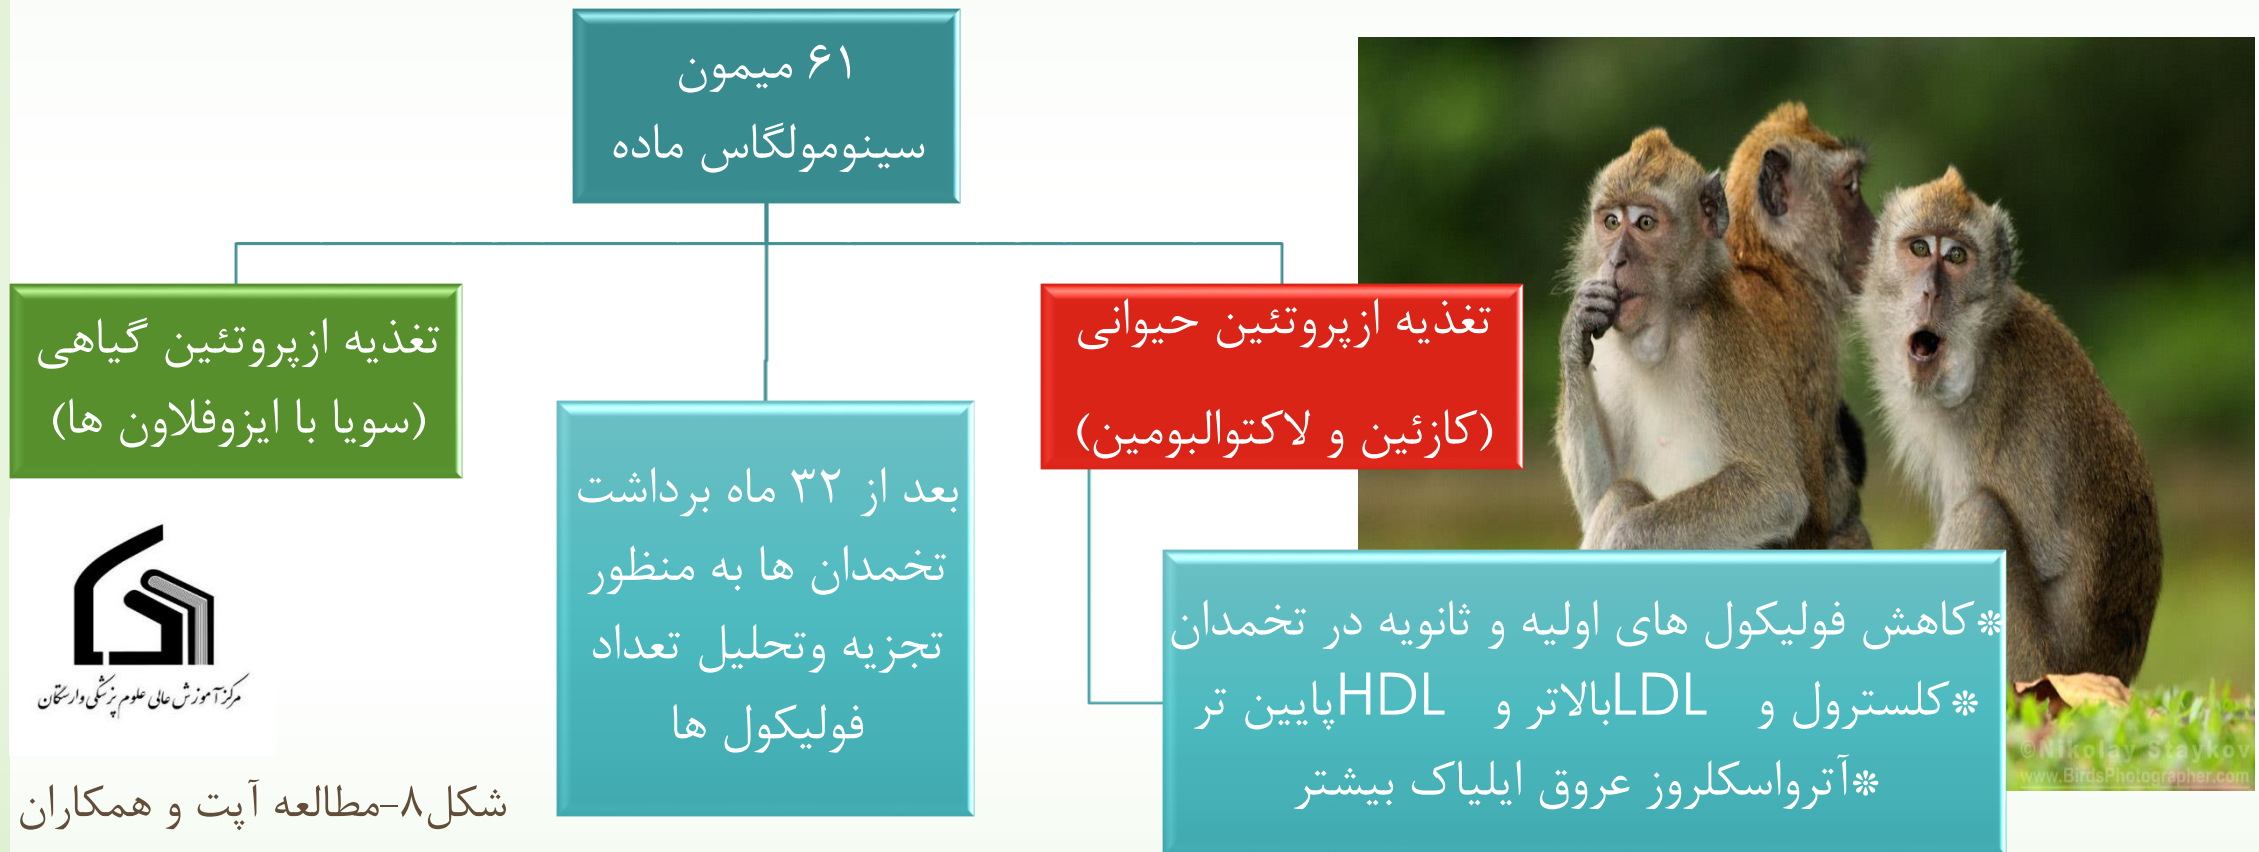 ۶۱ میمون
سینومولگاس ماده
تغذیه ازپروتئین حیوانی
(کازئین و لاکتوالبومین)
تغذیه ازپروتئین گیاهی
(سویا با ایزوفلاون ها)
بعد از ۳۲ ماه برداشت
تخمدان ها به منظور
تجزیه وتحلیل تعداد
فولیکول ها
*کاهش فولیکول های اولیه و ثانویه در تخمدان
*کلسترول و LDLبالاتر و HDLپایین تر
*آترواسکلروز عروق ایلیاک بیشتر
مرکز آموزش عالی علوم پزشکی وارستگان
شکل۸-مطالعه آپت و همکاران
©Nikolay Staykov
www.BirdsPhotographer.com